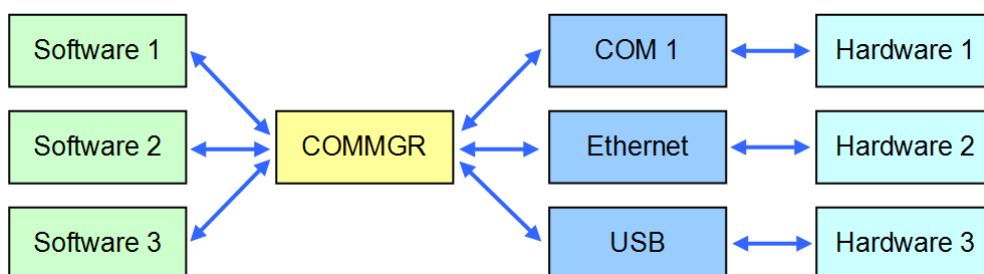 Software 1
COM 1
Hardware 1
Software 2
COMMGR
Ethernet
Hardware 2
Software 3
USB
Hardware 3